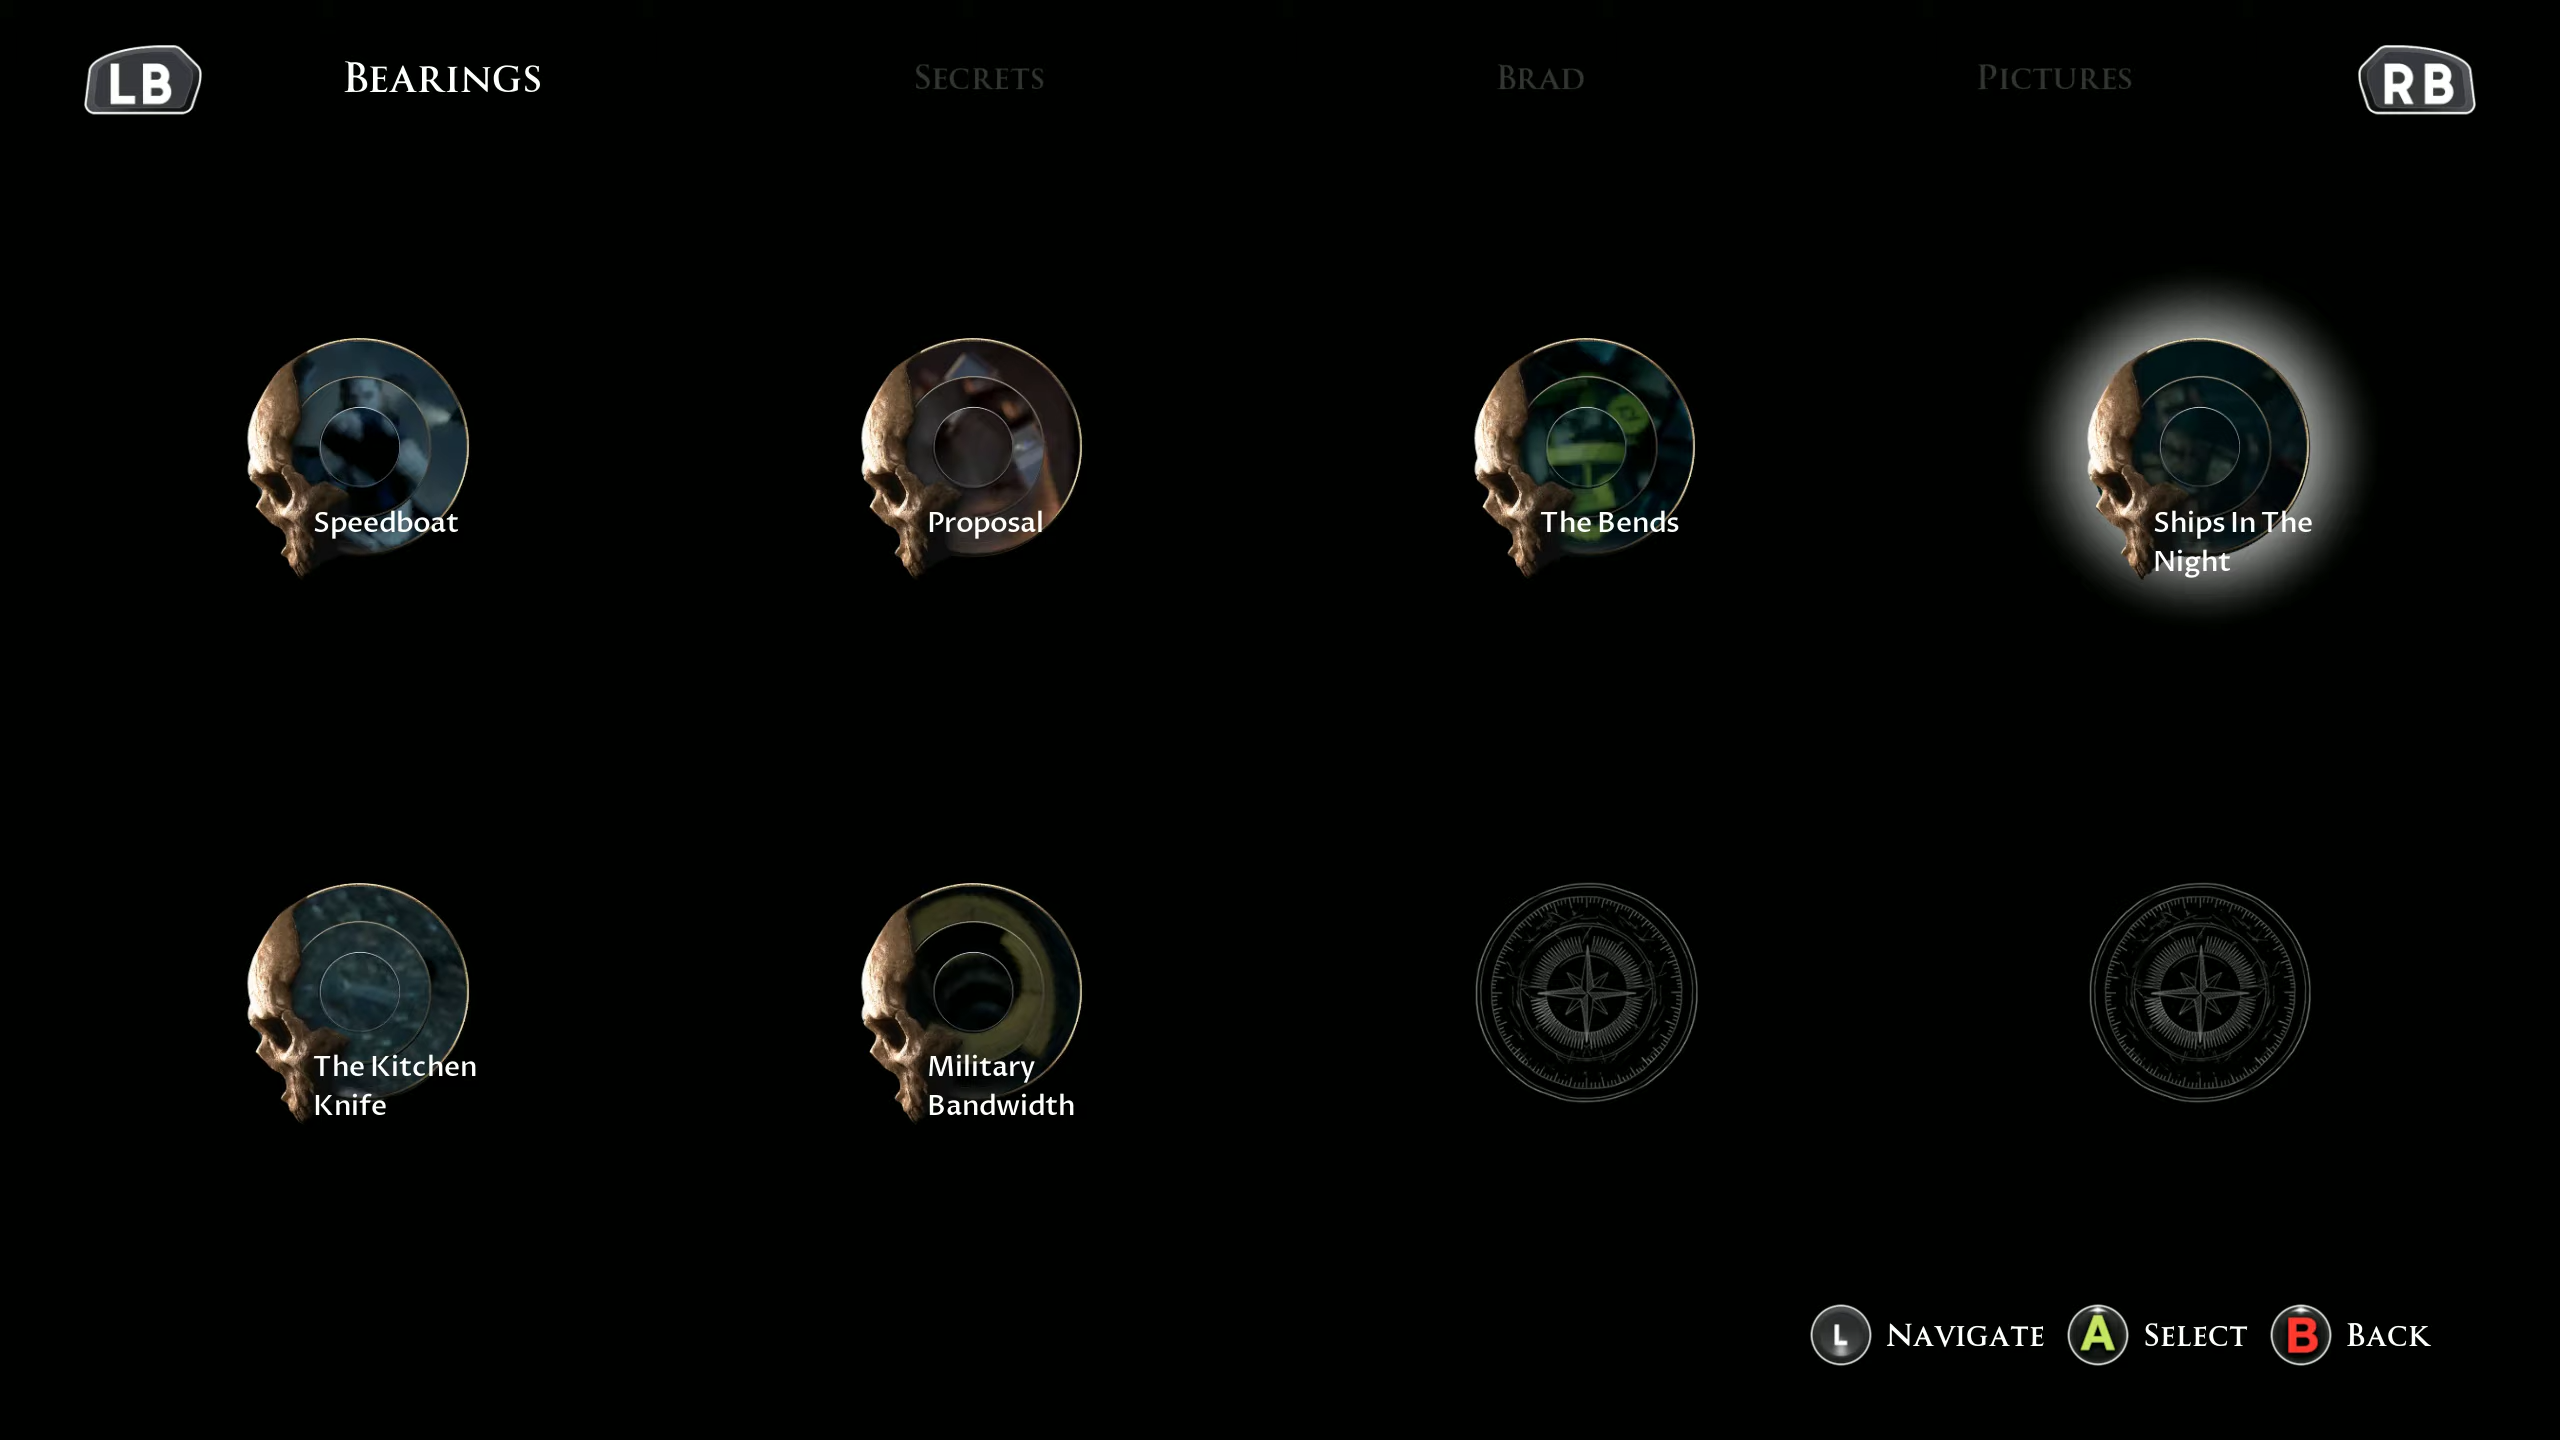 LB
BEARINGS
SECRETS
BRAD
PICTURES
RB
Speedboat
Proposal
The Bends
Ships In The
Night
The Kitchen
Knife
Military
Bandwidth
L NAVIGATE A SELECT B BACK